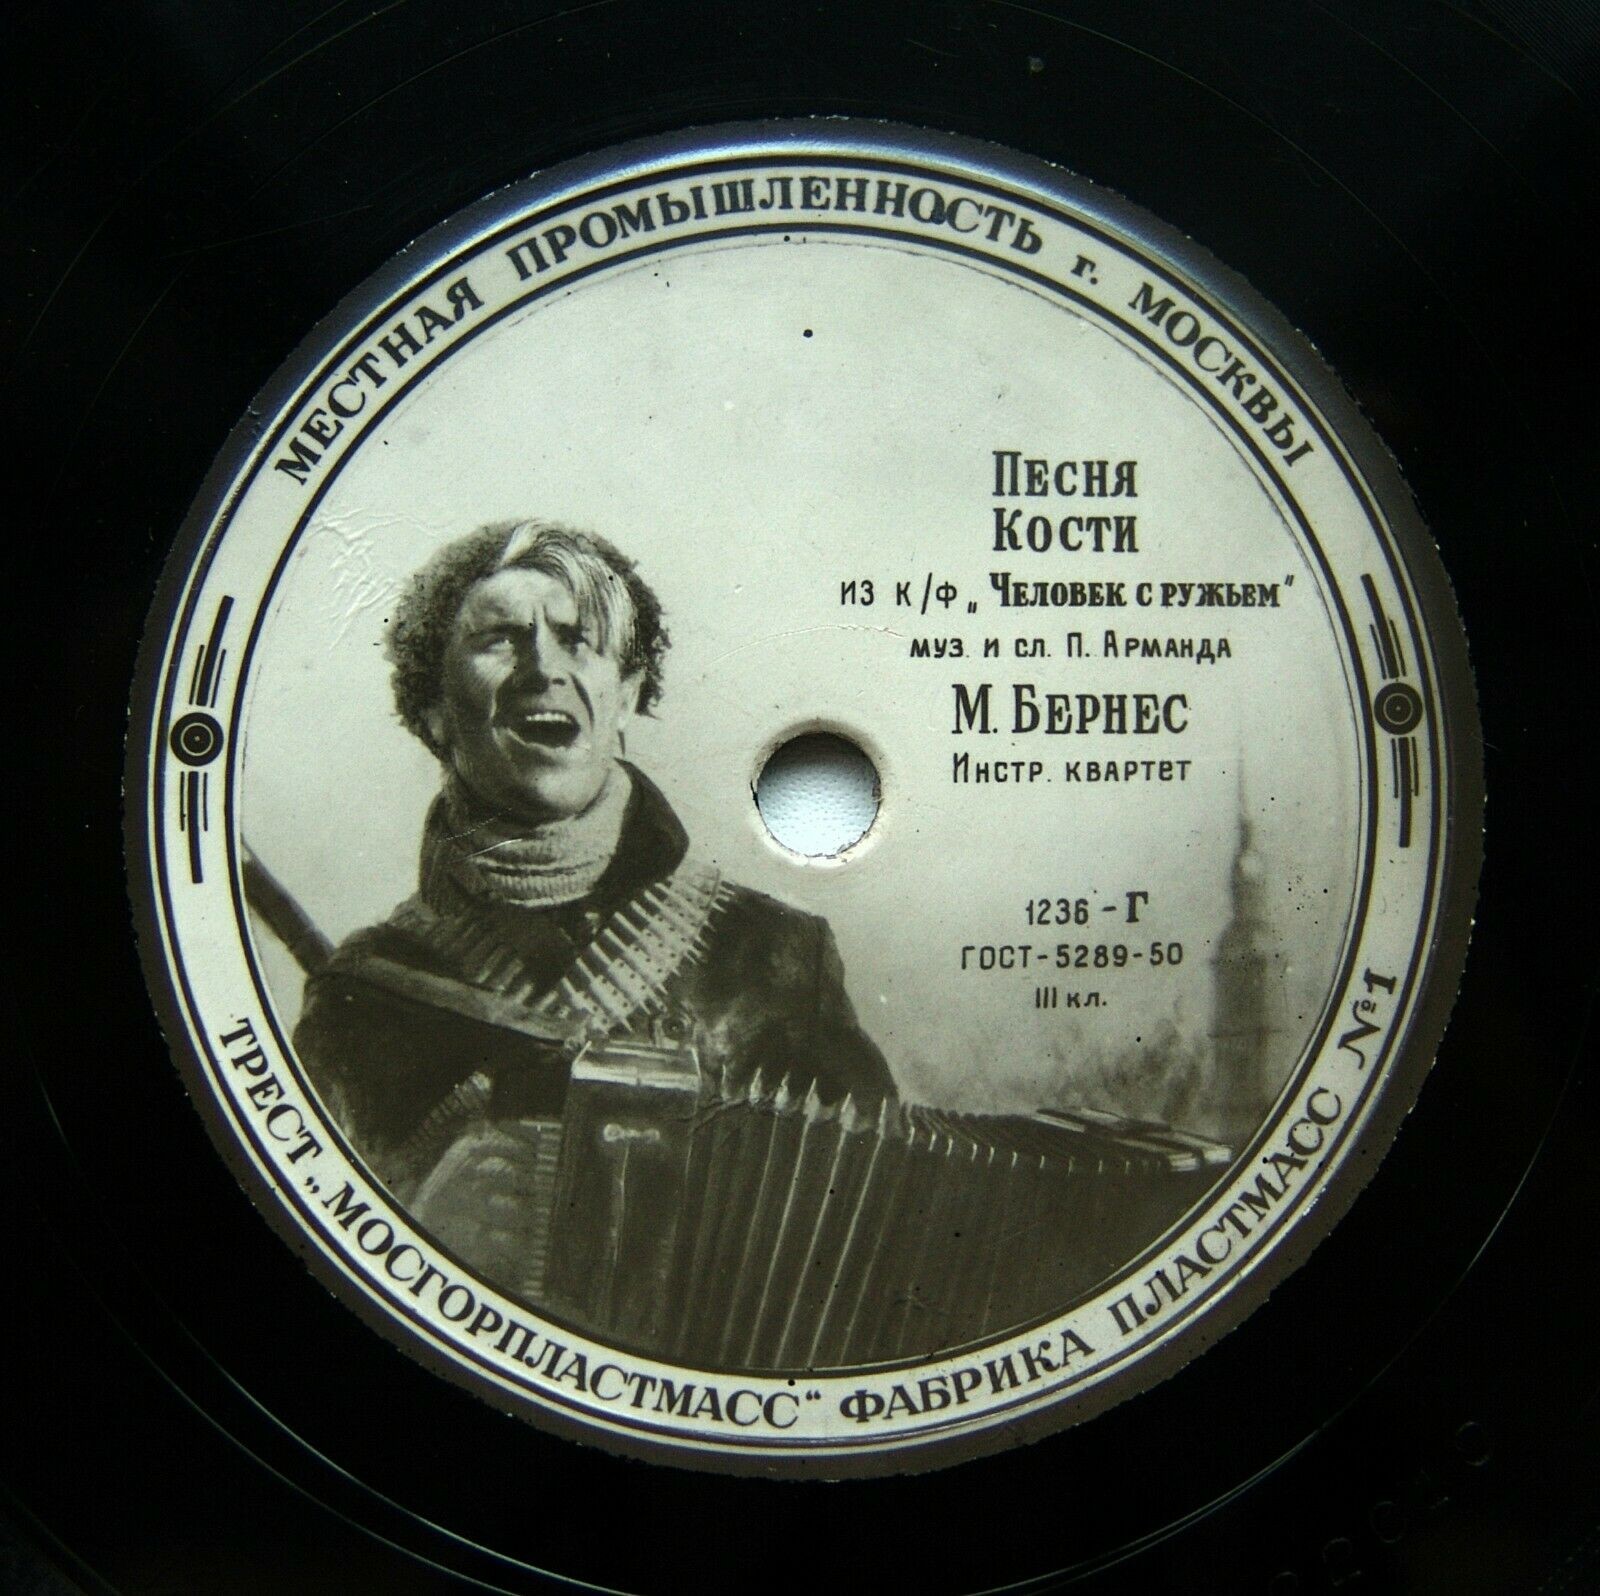 МЕСТНАЯ ПРОМЫШЛЕННОСТЬ г. МОСКВЫ
ПЕСНЯ
КОСТИ
ИЗ К/Ф „ЧЕЛОВЕК С РУЖЬЕМ"
МУЗ. И СЛ. П. АРМАНДА
М. БЕРНЕС
ИНСТР. КВАРТЕТ
1236-Г
ГОСТ-5289-50
III КЛ.
ТРЕСТ „МОСГОРПЛАСТМАСС“ ФАБРИКА ПЛАСТМАСС №1